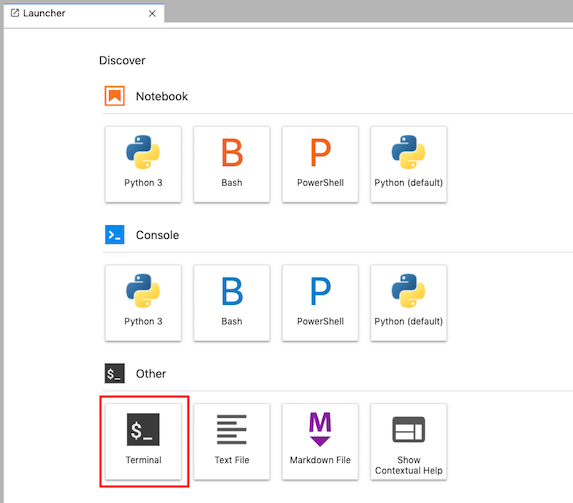 Launcher
Discover
Notebook
B P
Python 3 Bash PowerShell Python (default)
>_ Console
B P
Python 3 Bash PowerShell Python (default)
$_ Other
$_ M
Terminal Text File Markdown File Show
Contextual Help